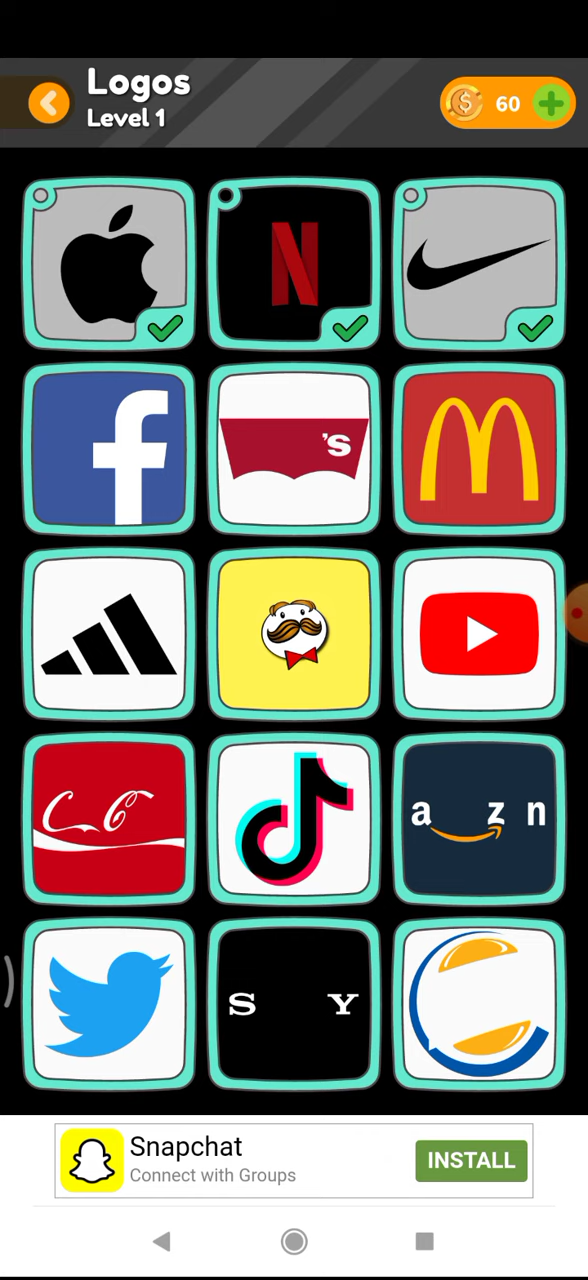 Logos
Level 1
60
N
f
'S
M
C C
a z n
S Y
Snapchat
Connect with Groups
INSTALL